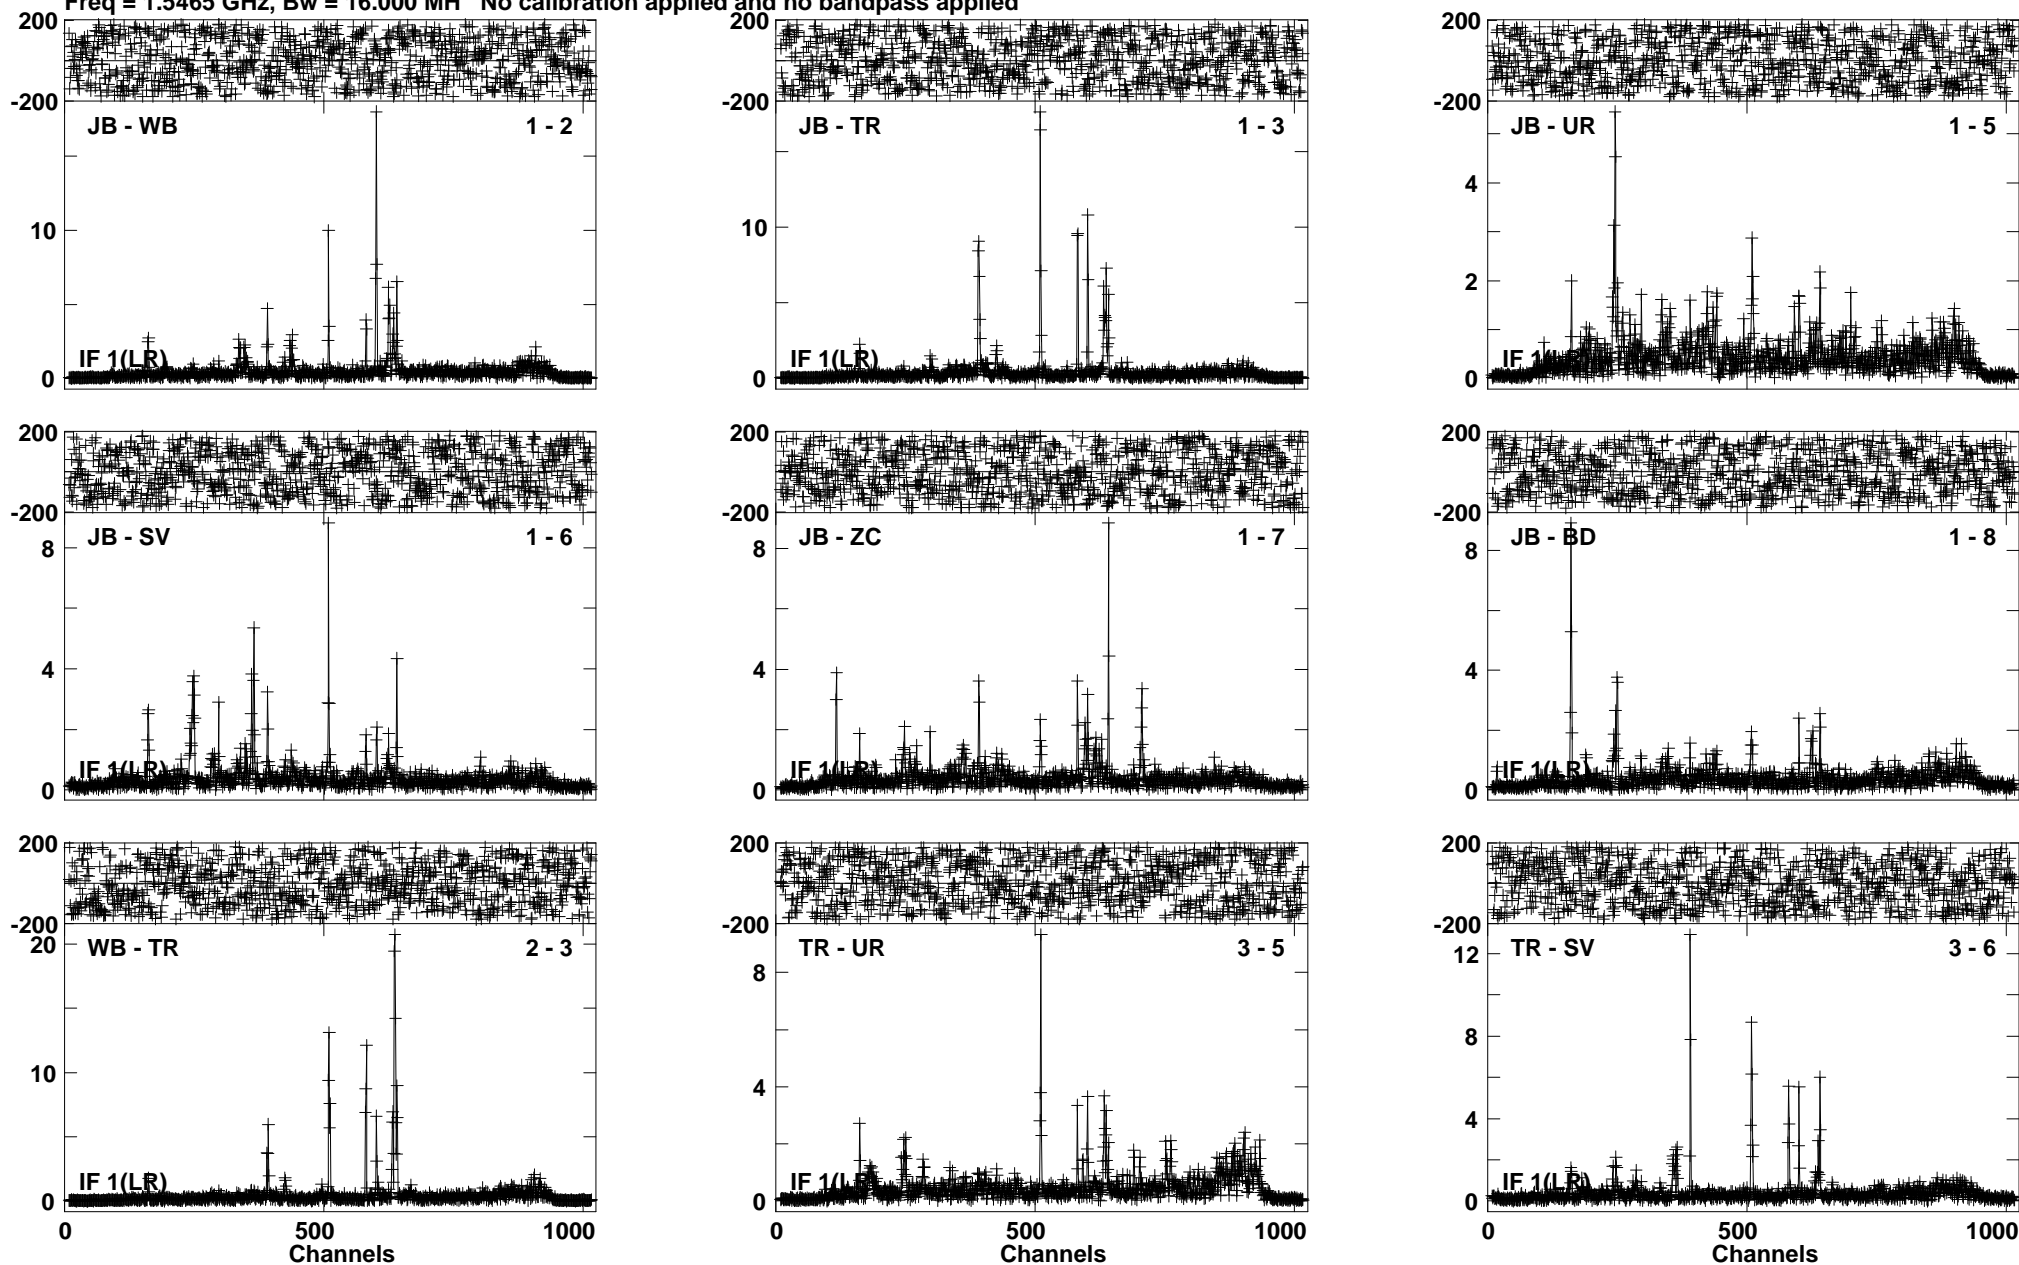 Freq = 1.5465 GHz, Bw = 16.000 MH No calibration applied and no bandpass applied
200
-200
JB - WB 1 - 2
10
IF 1(LR)
0
200
-200
JB - TR 1 - 3
10
IF 1(LR)
0
200
-200
JB - UR 1 - 5
4
2
IF 1(LR)
0
200
-200
JB - SV 1 - 6
8
4
IF 1(LR)
0
200
-200
JB - ZC 1 - 7
8
4
IF 1(LR)
0
200
-200
JB - BD 1 - 8
8
4
IF 1(LR)
0
200
-200
20
WB - TR 2 - 3
10
IF 1(LR)
0
0 500 1000
Channels
200
-200
TR - UR 3 - 5
8
4
IF 1(LR)
0
0 500 1000
Channels
200
-200
TR - SV 3 - 6
12
8
4
IF 1(LR)
0
0 500 1000
Channels